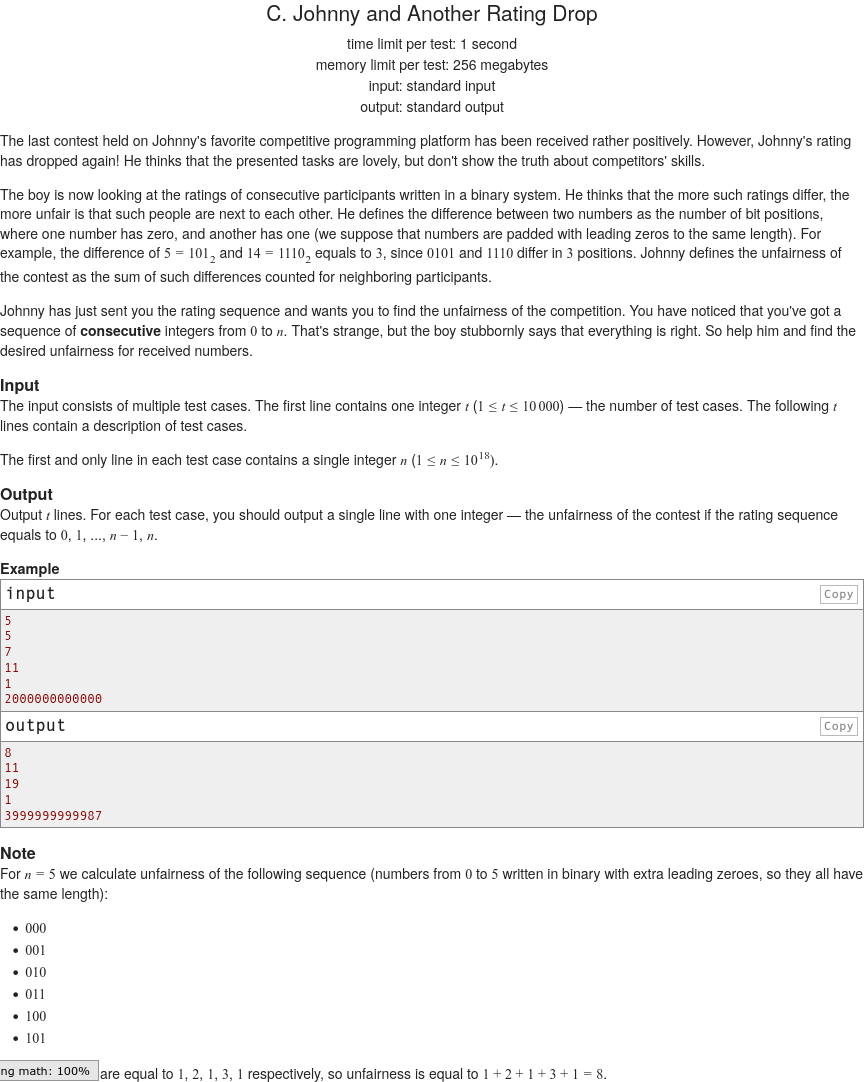 C. Johnny and Another Rating Drop
time limit per test: 1 second
memory limit per test: 256 megabytes
input: standard input
output: standard output
The last contest held on Johnny's favorite competitive programming platform has been received rather positively. However, Johnny's rating
has dropped again! He thinks that the presented tasks are lovely, but don't show the truth about competitors' skills.
The boy is now looking at the ratings of consecutive participants written in a binary system. He thinks that the more such ratings differ, the
more unfair is that such people are next to each other. He defines the difference between two numbers as the number of bit positions,
where one number has zero, and another has one (we suppose that numbers are padded with leading zeros to the same length). For
example, the difference of 5 = 101₂ and 14 = 1110₂ equals to 3, since 0101 and 1110 differ in 3 positions. Johnny defines the unfairness of
the contest as the sum of such differences counted for neighboring participants.
Johnny has just sent you the rating sequence and wants you to find the unfairness of the competition. You have noticed that you've got a
sequence of consecutive integers from 0 to n. That's strange, but the boy stubbornly says that everything is right. So help him and find the
desired unfairness for received numbers.
Input
The input consists of multiple test cases. The first line contains one integer t (1 ≤ t ≤ 10 000) — the number of test cases. The following t
lines contain a description of test cases.
The first and only line in each test case contains a single integer n (1 ≤ n ≤ 10¹⁸).
Output
Output t lines. For each test case, you should output a single line with one integer — the unfairness of the contest if the rating sequence
equals to 0, 1, ..., n − 1, n.
Example
input Copy
5
5
7
11
1
2000000000000
output Copy
8
11
19
1
3999999999987
Note
For n = 5 we calculate unfairness of the following sequence (numbers from 0 to 5 written in binary with extra leading zeroes, so they all have
the same length):
• 000
• 001
• 010
• 011
• 100
• 101
ng math: 100% are equal to 1, 2, 1, 3, 1 respectively, so unfairness is equal to 1 + 2 + 1 + 3 + 1 = 8.